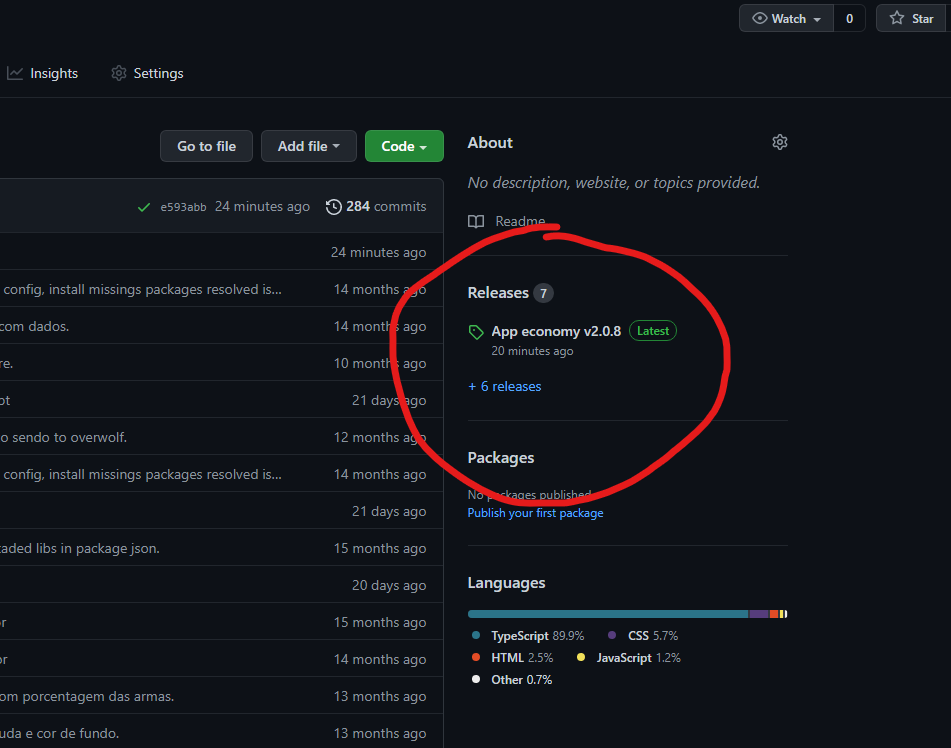 Watch 0 Star
Insights Settings
Go to file Add file Code
e593abb 24 minutes ago 284 commits
24 minutes ago
config, install missings packages resolved is... 14 months ago
com dados. 14 months ago
re. 10 months ago
ot 21 days ago
o sendo to overwolf. 12 months ago
config, install missings packages resolved is... 14 months ago
21 days ago
taded libs in package json. 15 months ago
20 days ago
or 15 months ago
or 14 months ago
om porcentagem das armas. 13 months ago
uda e cor de fundo. 13 months ago
About
No description, website, or topics provided.
Readme
Releases 7
App economy v2.0.8 Latest
20 minutes ago
+ 6 releases
Packages
No packages published
Publish your first package
Languages
TypeScript 89.9% CSS 5.7%
HTML 2.5% JavaScript 1.2%
Other 0.7%